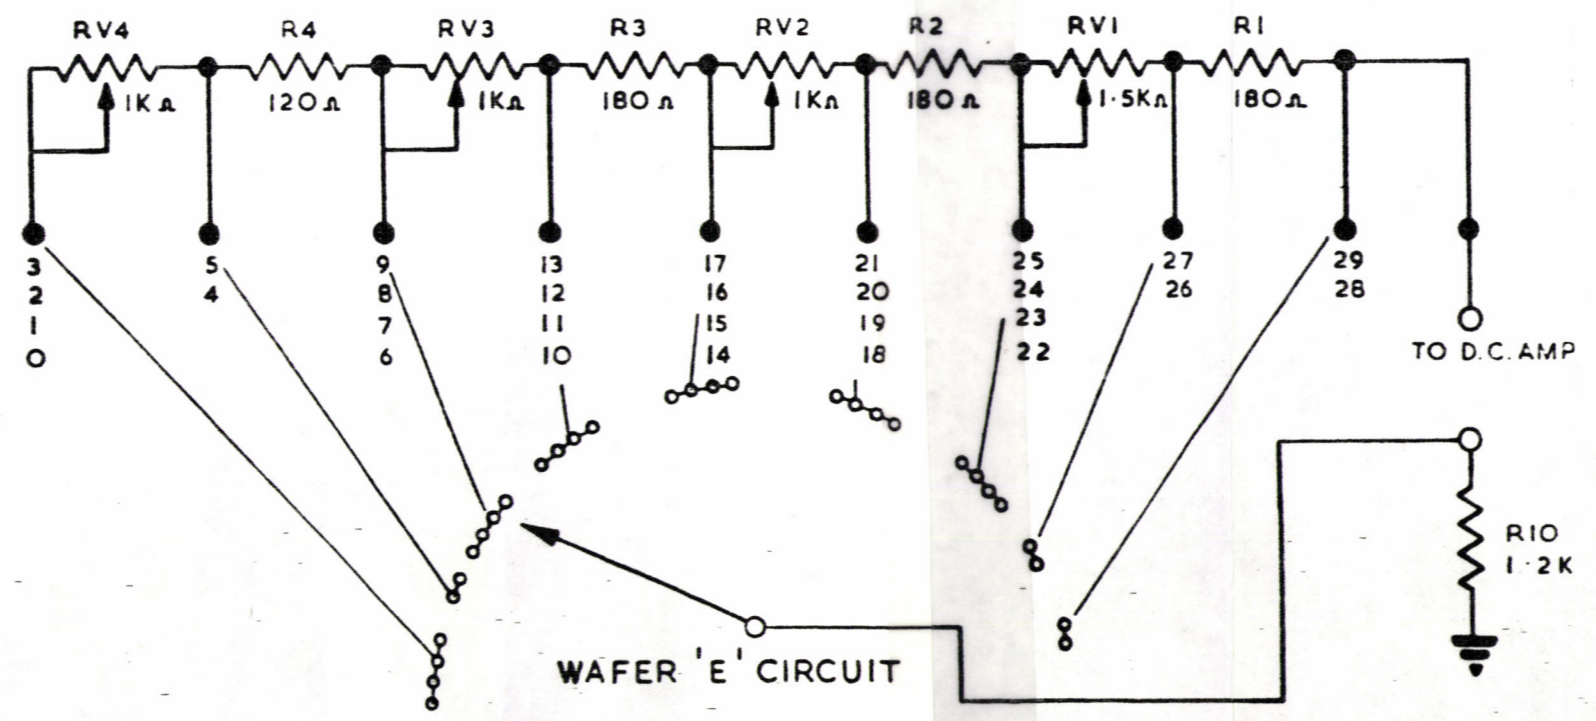 RV4 R4 RV3 R3 RV2 R2 RV1 R1
1KΩ 120Ω 1KΩ 180Ω 1KΩ 180Ω 1·5KΩ 180Ω
3 5 9 13 17 21 25 27 29
2 4 8 12 16 20 24 26 28
1 7 11 15 19 23
0 6 10 14 18 22
TO D.C. AMP
R10
1·2K
WAFER 'E' CIRCUIT